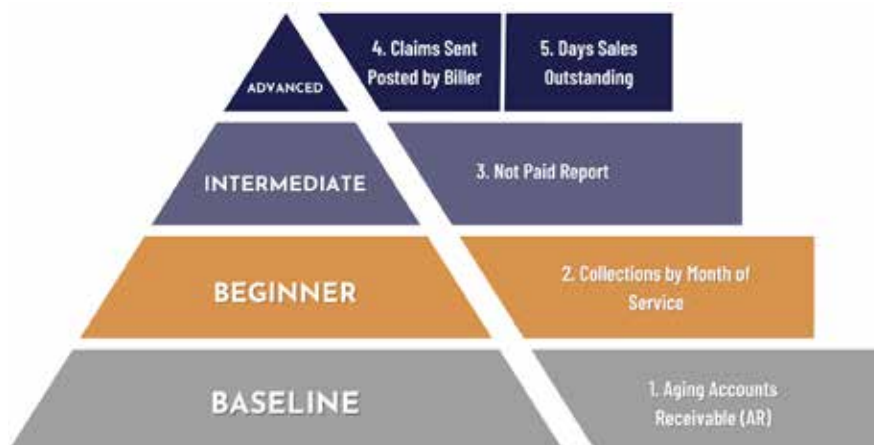 ADVANCED
4. Claims Sent
Posted by Biller
5. Days Sales
Outstanding
INTERMEDIATE
3. Not Paid Report
BEGINNER
2. Collections by Month of
Service
BASELINE
1. Aging Accounts
Receivable (AR)